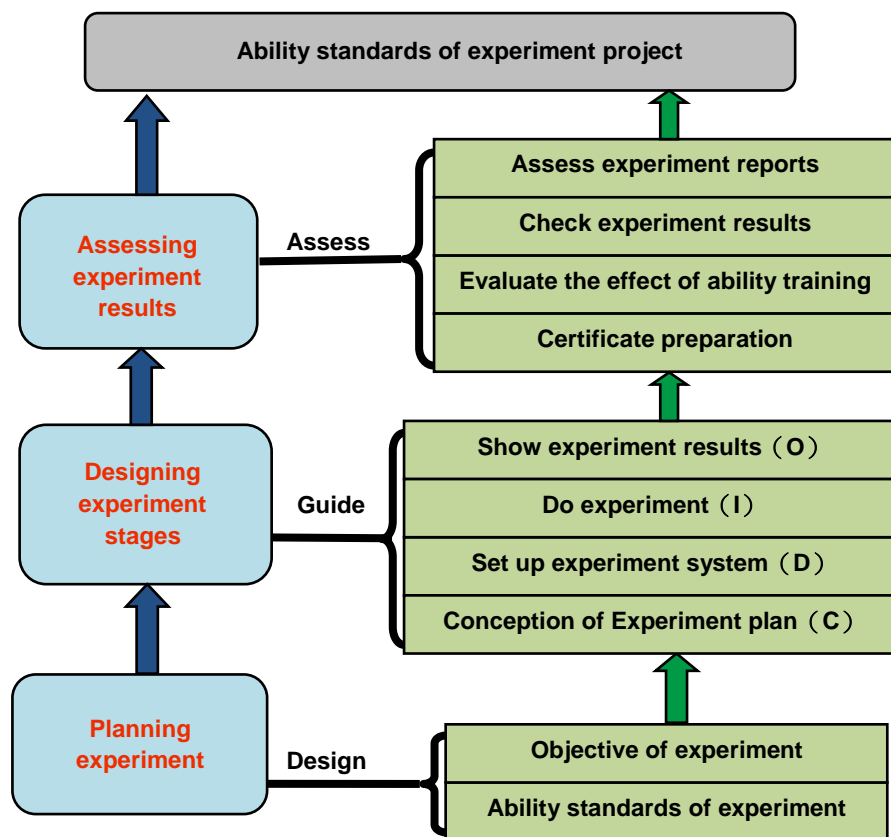 Ability standards of experiment project
Assess experiment reports
Check experiment results
Evaluate the effect of ability training
Certificate preparation
Assess
Assessing
experiment
results
Show experiment results（O）
Do experiment（I）
Set up experiment system（D）
Conception of Experiment plan（C）
Guide
Designing
experiment
stages
Objective of experiment
Ability standards of experiment
Design
Planning
experiment